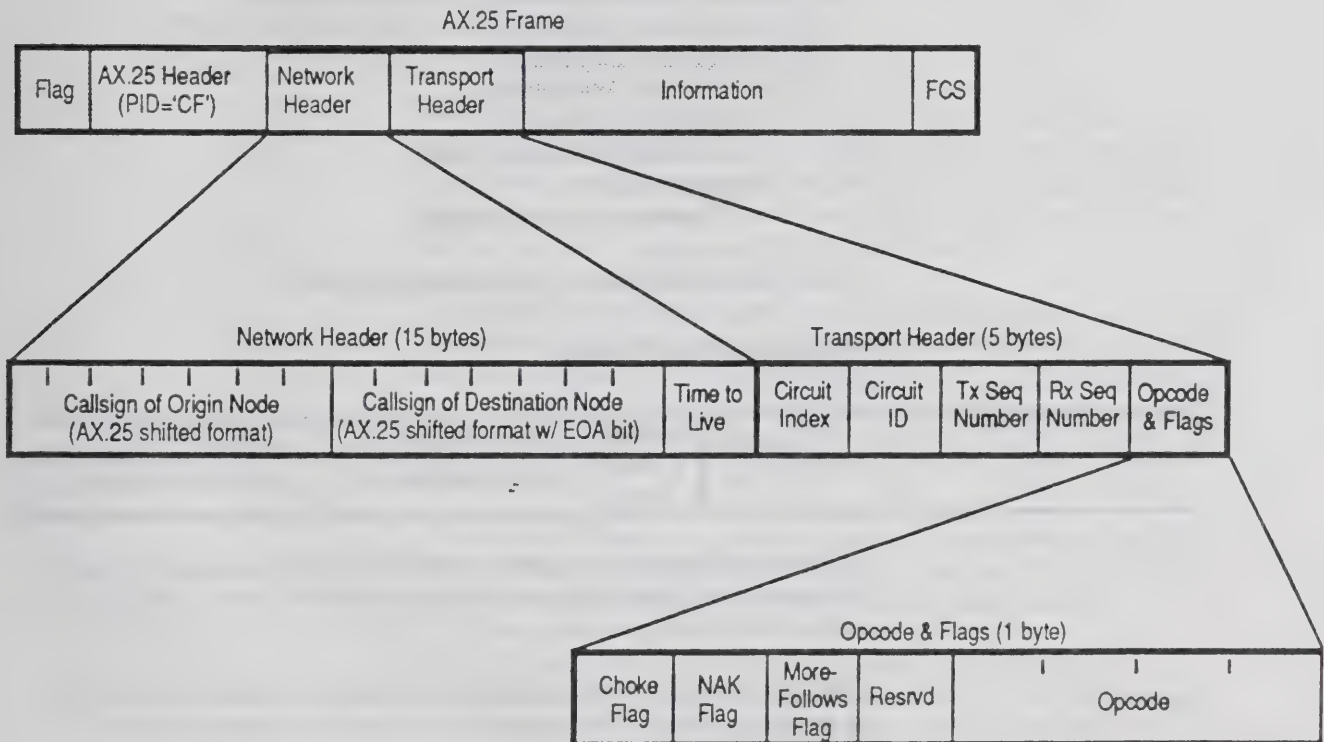 AX.25 Frame
Flag
AX.25 Header
(PID='CF')
Network
Header
Transport
Header
Information
FCS
Network Header (15 bytes)
Transport Header (5 bytes)
Callsign of Origin Node
(AX.25 shifted format)
Callsign of Destination Node
(AX.25 shifted format w/ EOA bit)
Time to
Live
Circuit
Index
Circuit
ID
Tx Seq
Number
Rx Seq
Number
Opcode
& Flags
Opcode & Flags (1 byte)
Choke
Flag
NAK
Flag
More-
Follows
Flag
Resrvd
Opcode